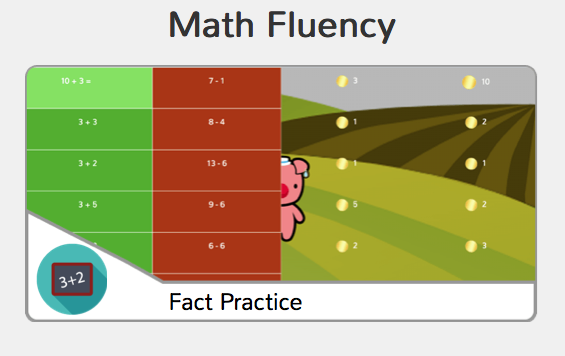 Math Fluency
10 + 3 = 7 - 1 3 10
3 + 3 8 - 4 1 2
3 + 2 13 - 6 1 1
3 + 5 9 - 6 5 2
6 - 6 2 3
3+2
Fact Practice